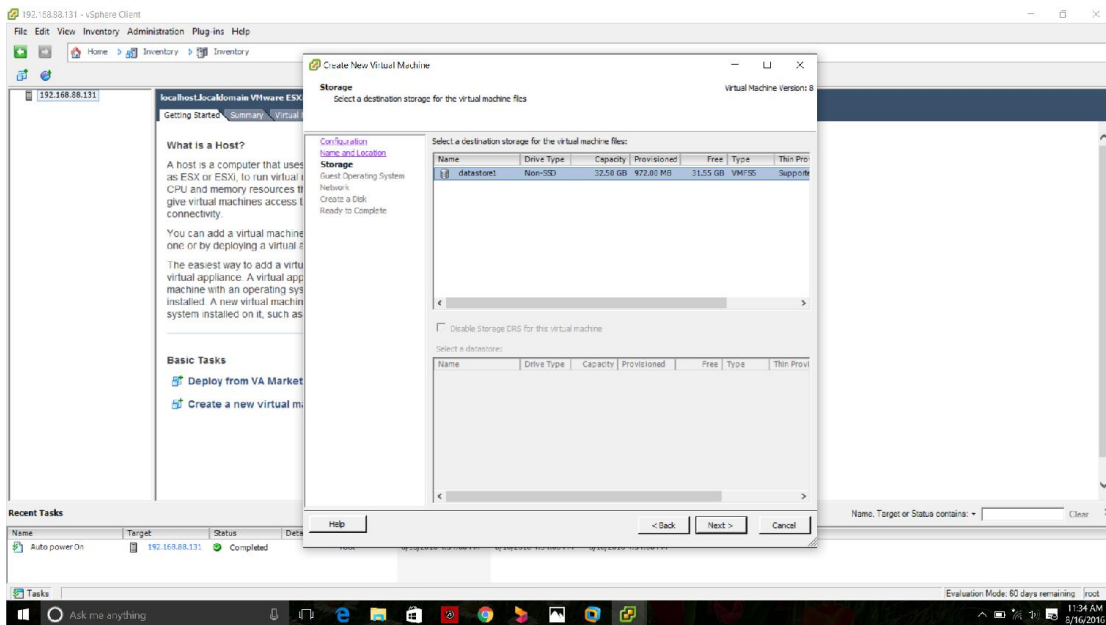 192.168.88.131 - vSphere Client
File Edit View Inventory Administration Plug-ins Help
Home Inventory Inventory
192.168.88.131
localhost.localdomain VMware ESXi
Getting Started Summary Virtual
What is a Host?
A host is a computer that uses
as ESX or ESXi, to run virtual
CPU and memory resources
give virtual machines access
connectivity.
You can add a virtual machine
one or by deploying a virtual
The easiest way to add a virtu
virtual appliance. A virtual app
machine with an operating sys
installed. A new virtual machin
system installed on it, such as
Basic Tasks
Deploy from VA Market
Create a new virtual ma
Create New Virtual Machine
Storage
Select a destination storage for the virtual machine files
Virtual Machine Version: 8
Configuration
Name and Location
Storage
Guest Operating System
Network
Create a Disk
Ready to Complete
Select a destination storage for the virtual machine files:
Name Drive Type Capacity Provisioned Free Type Thin Pro
datastore1 Non-SSD 32.50 GB 972.00 MB 31.55 GB VMFS5 Supporte
Disable Storage DRS for this virtual machine
Select a datastore:
Name Drive Type Capacity Provisioned Free Type Thin Provi
Help < Back Next > Cancel
Recent Tasks
Name, Target or Status contains: Clear
Name Target Status Deta
Auto power On 192.168.88.131 Completed
Tasks
Evaluation Mode: 60 days remaining root
Ask me anything
11:34 AM
8/16/2016